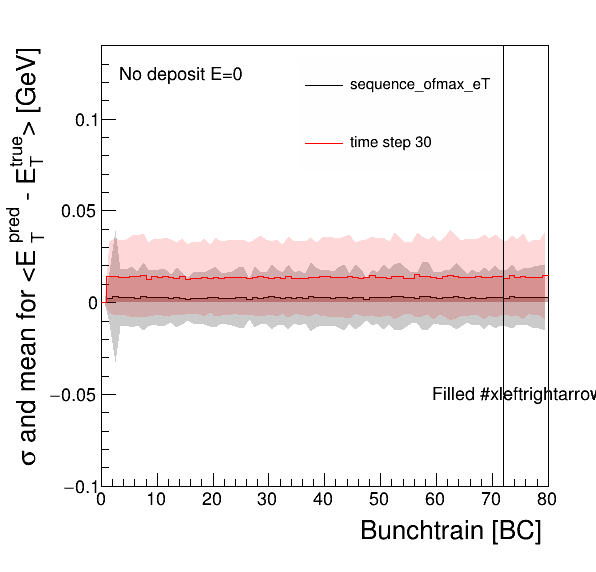 No deposit E=0
sequence_ofmax_eT
time step 30
σ and mean for <E_T^pred - E_T^true> [GeV]
0.1
0.05
0
−0.05
−0.1
Filled #xleftrightarrow
0 10 20 30 40 50 60 70 80
Bunchtrain [BC]